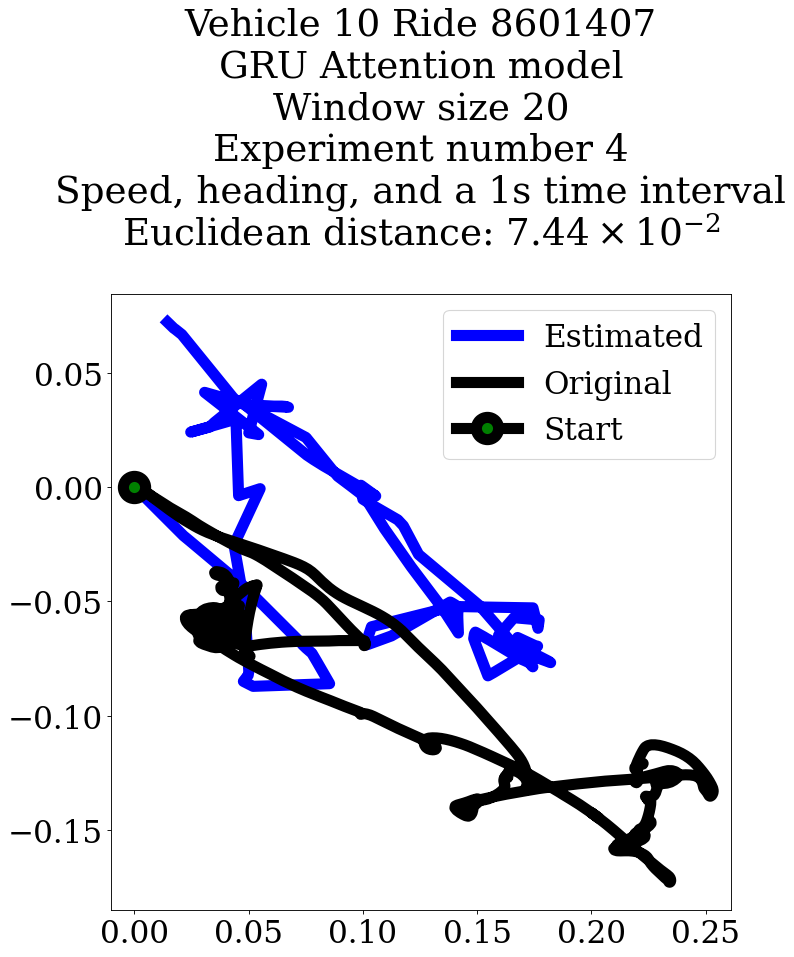 Vehicle 10 Ride 8601407
GRU Attention model
Window size 20
Experiment number 4
Speed, heading, and a 1s time interval
Euclidean distance: 7.44 × 10⁻²
Estimated
Original
Start
0.05
0.00
−0.05
−0.10
−0.15
0.00 0.05 0.10 0.15 0.20 0.25